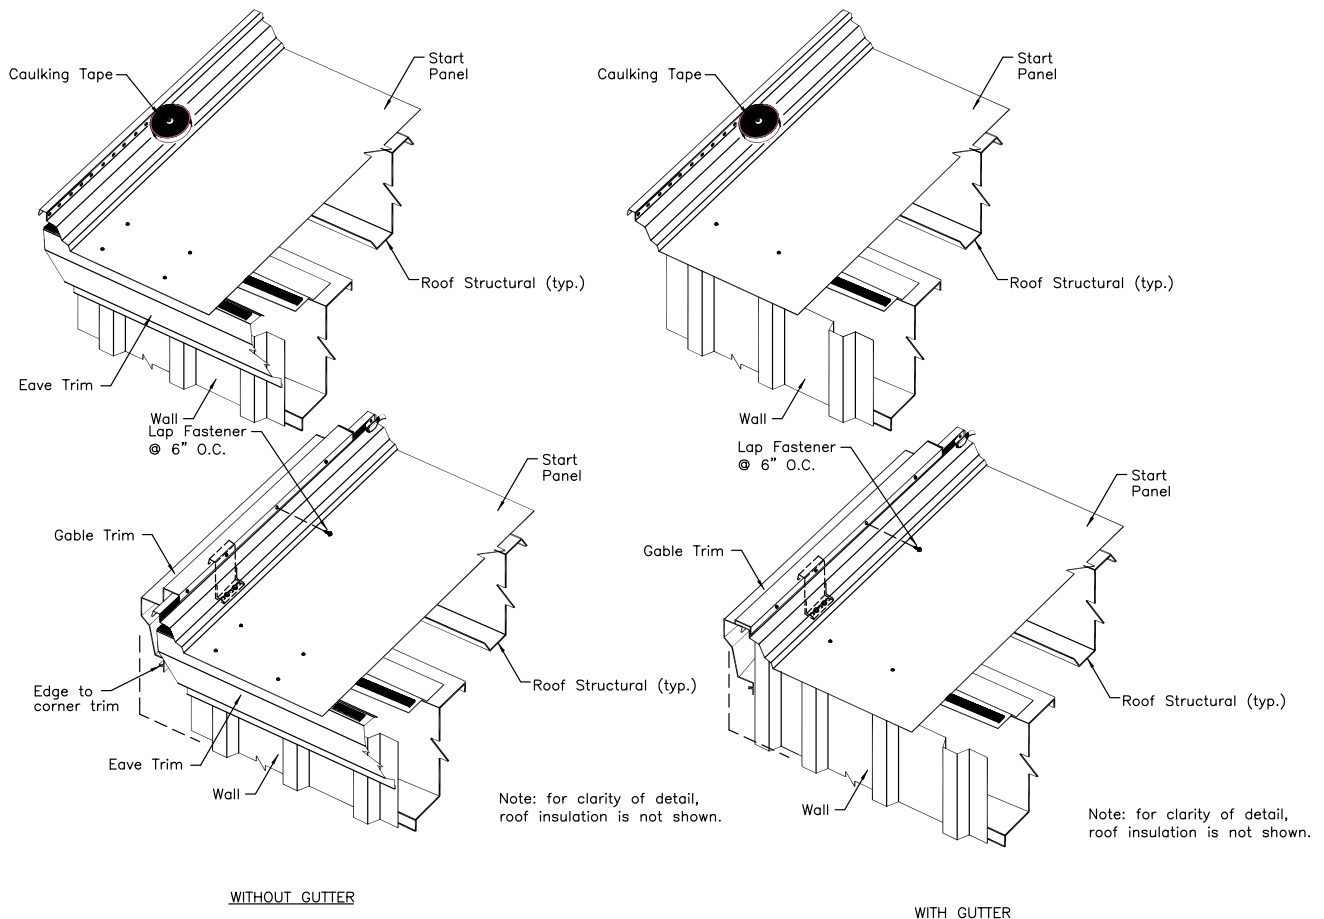 Caulking Tape
Start
Panel
Roof Structural (typ.)
Eave Trim
Wall
Caulking Tape
Start
Panel
Roof Structural (typ.)
Wall
Lap Fastener
@ 6" O.C.
Start
Panel
Gable Trim
Roof Structural (typ.)
Edge to
corner trim
Eave Trim
Wall
Note: for clarity of detail,
roof insulation is not shown.
WITHOUT GUTTER
Lap Fastener
@ 6" O.C.
Start
Panel
Gable Trim
Roof Structural (typ.)
Wall
Note: for clarity of detail,
roof insulation is not shown.
WITH GUTTER